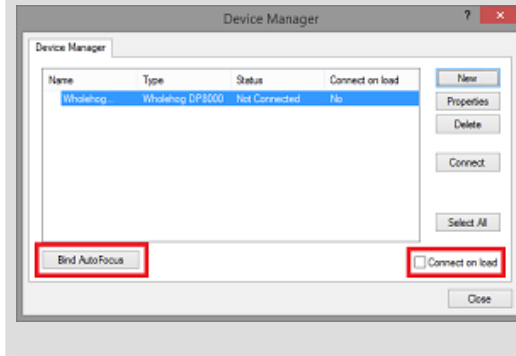 Device Manager
?
Device Manager
Name Type Status Connect on load
Wholehog... Wholehog DP8000 Not Connected No
New
Properties
Delete
Connect
Select All
Bind AutoFocus
Connect on load
Close